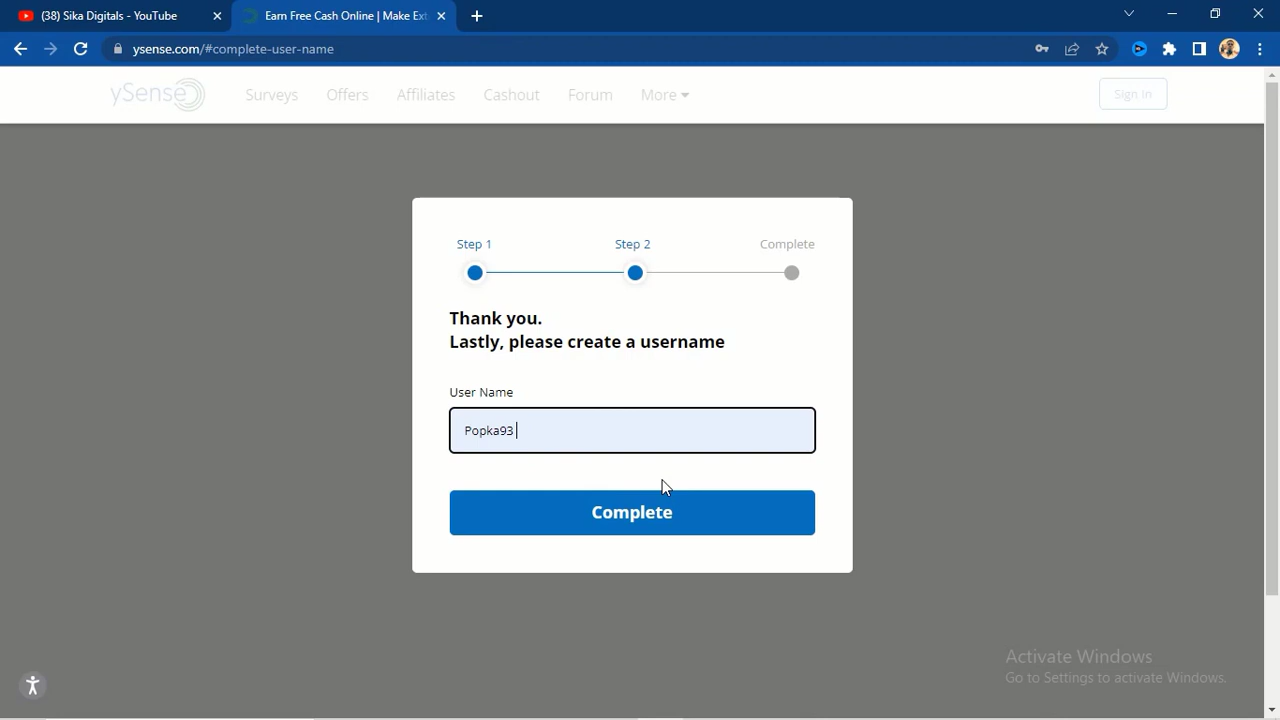 (38) Sika Digitals - YouTube
Earn Free Cash Online | Make Ext
ysense.com/#complete-user-name
ySense
Surveys
Offers
Affiliates
Cashout
Forum
More
Sign In
Step 1
Step 2
Complete
Thank you.
Lastly, please create a username
User Name
Popka93
Complete
Activate Windows
Go to Settings to activate Windows.